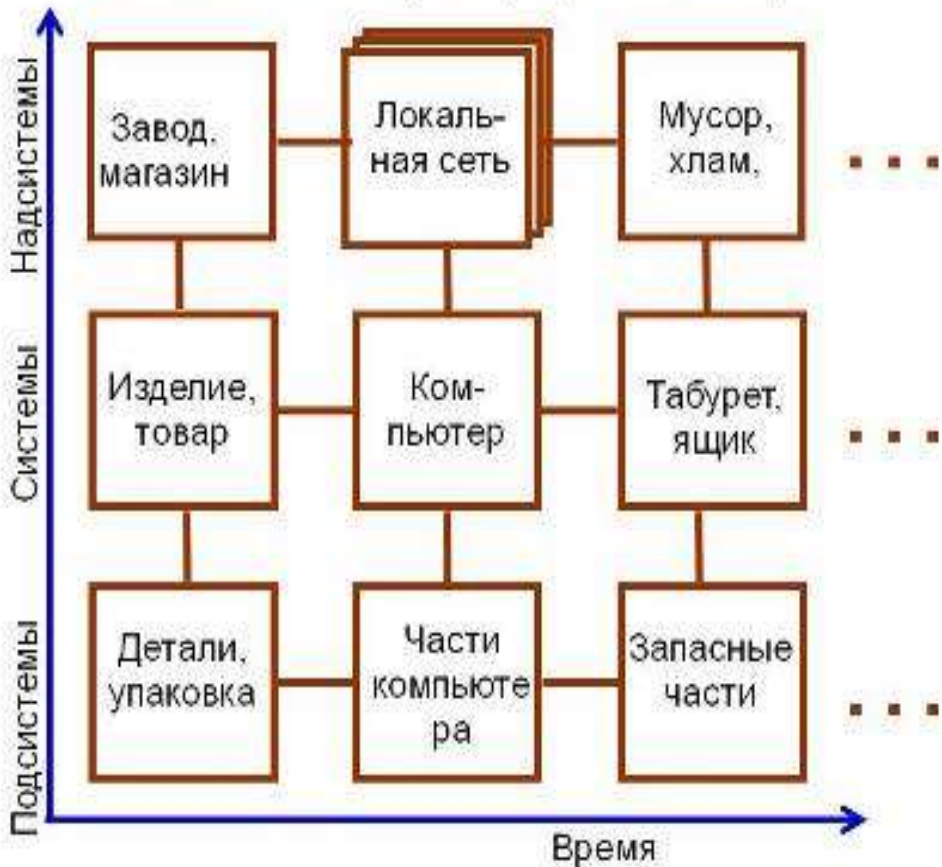 Надсистемы
Завод,
магазин
Локаль-
ная сеть
Мусор,
хлам,
Системы
Изделие,
товар
Ком-
пьютер
Табурет,
ящик
Подсистемы
Детали,
упаковка
Части
компьюте
ра
Запасные
части
Время